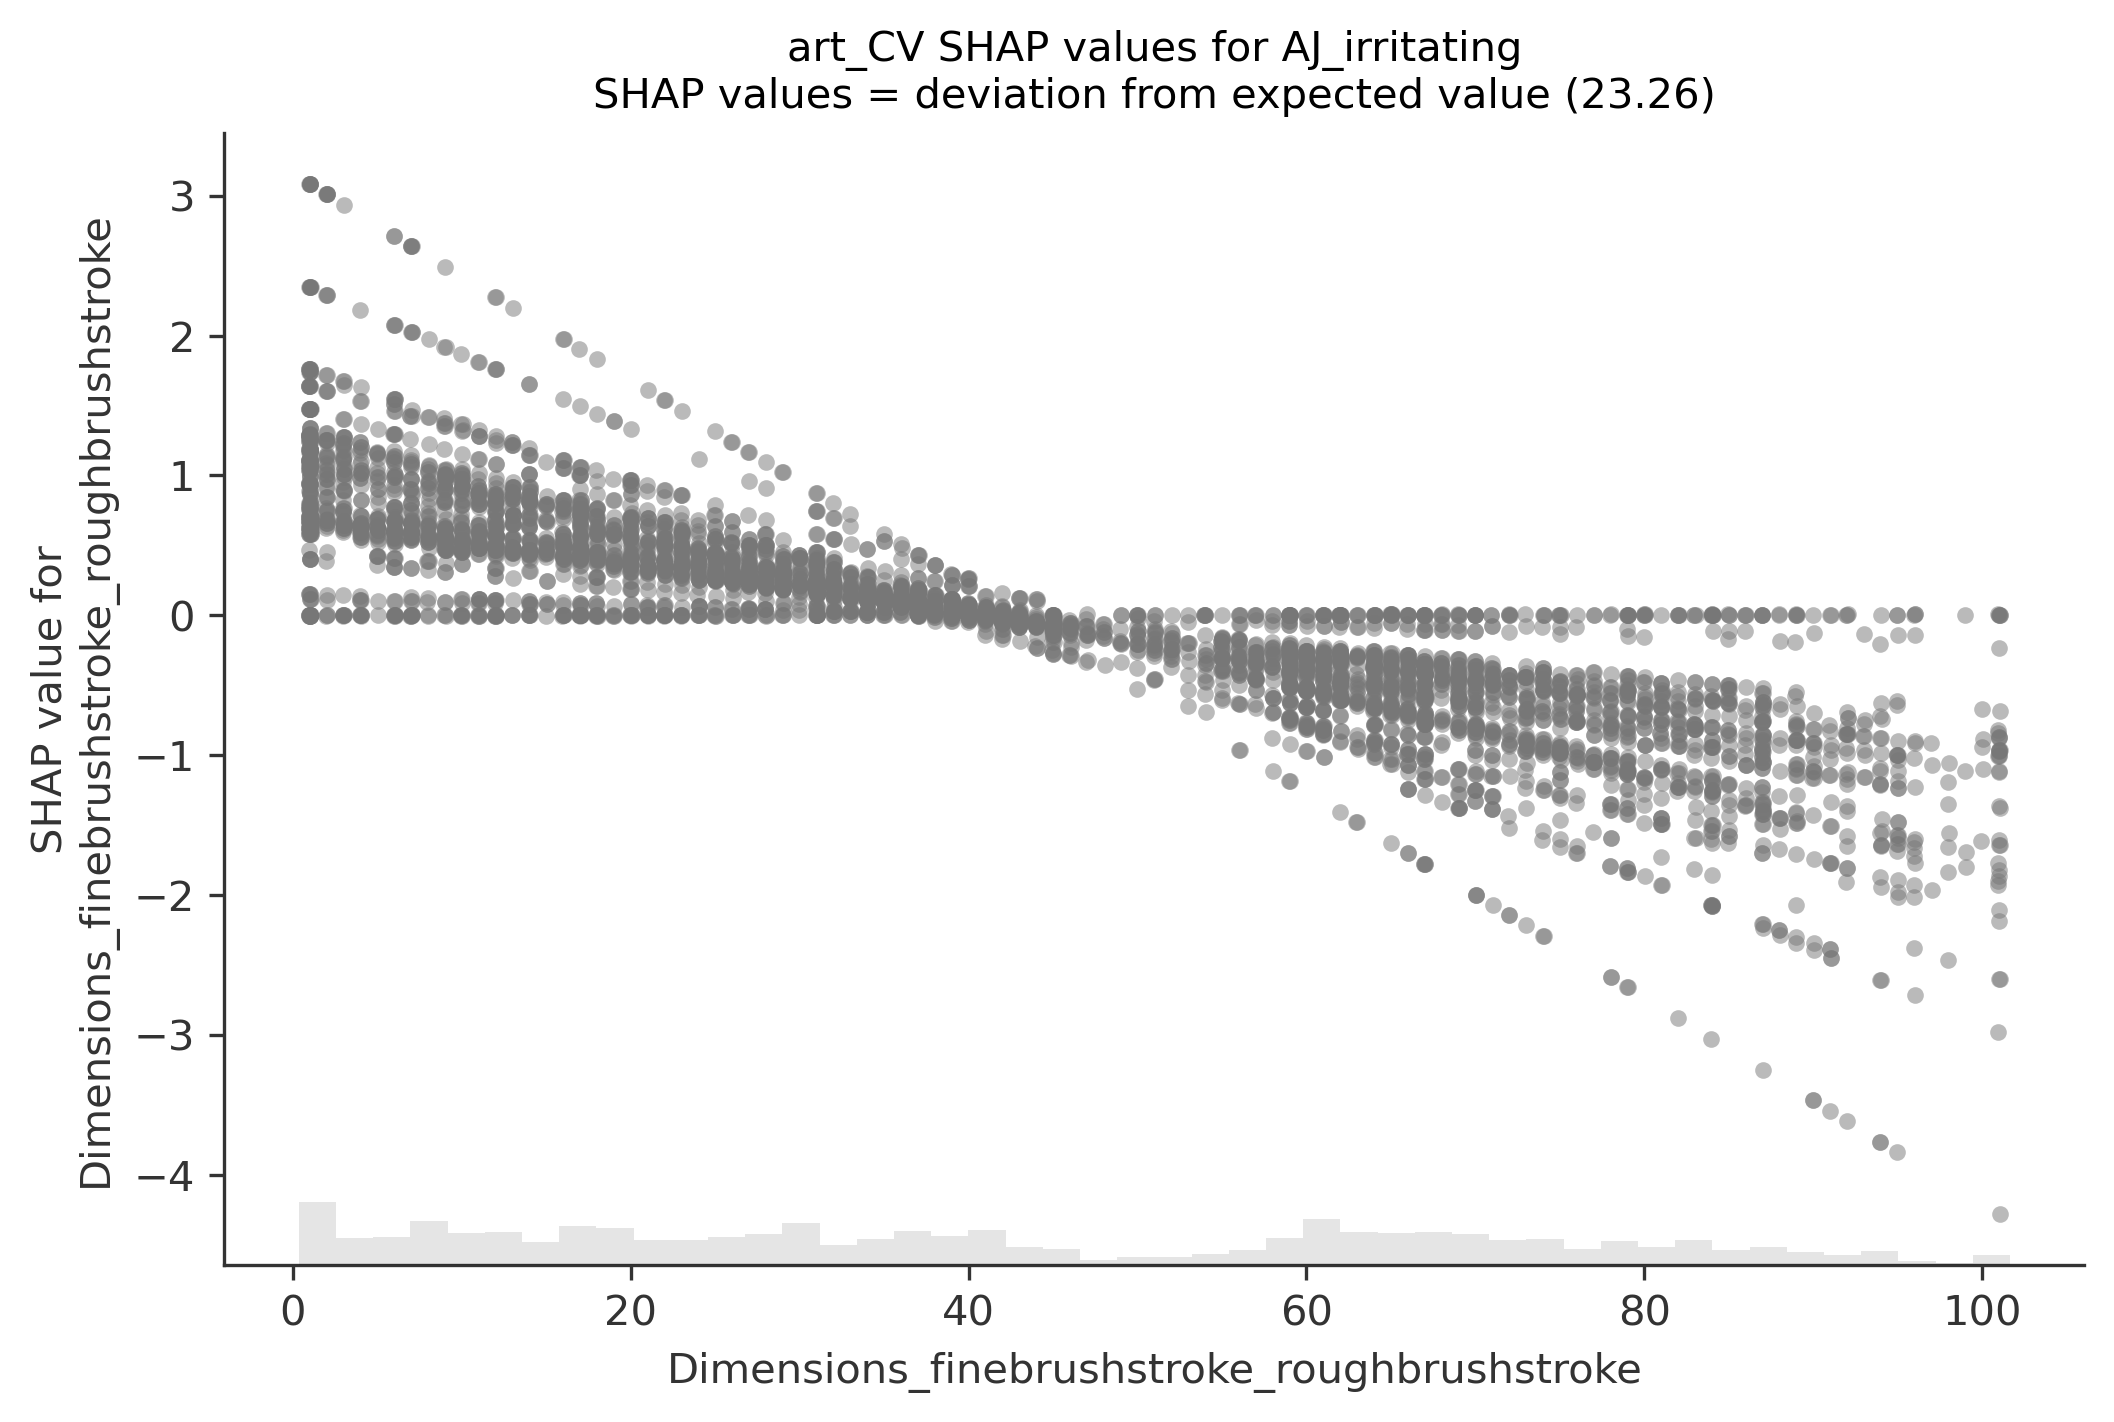 art_CV SHAP values for AJ_irritating
SHAP values = deviation from expected value (23.26)
SHAP value for
Dimensions_finebrushstroke_roughbrushstroke
3
2
1
0
−1
−2
−3
−4
0
20
40
60
80
100
Dimensions_finebrushstroke_roughbrushstroke